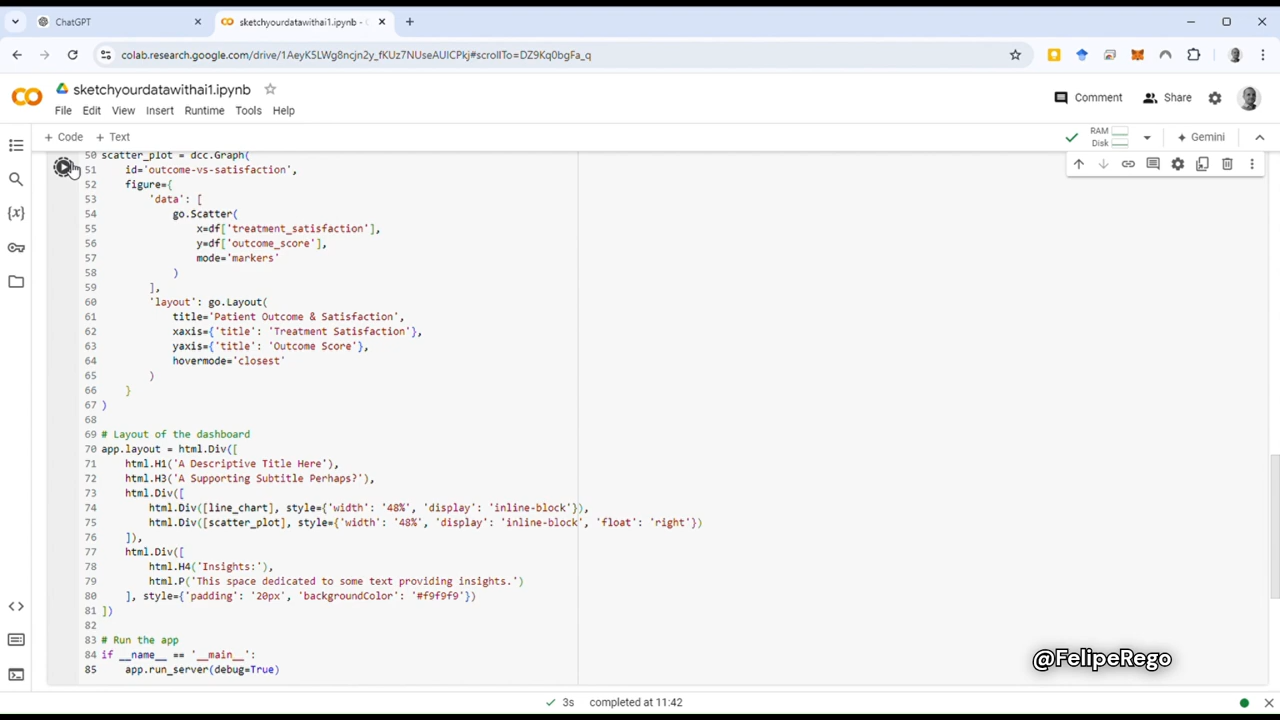 ChatGPT
sketchyourdatawithai1.ipynb - C
colab.research.google.com/drive/1AeyK5LWg8ncjn2y_fKUz7NUseAUICPkj#scrollTo=DZ9Kq0bgFa_q
sketchyourdatawithai1.ipynb
Comment
Share
File Edit View Insert Runtime Tools Help
+ Code + Text
RAM
Disk
Gemini
50 scatter_plot = dcc.Graph(
51 id='outcome-vs-satisfaction',
52 figure={
53 'data': [
54 go.Scatter(
55 x=df['treatment_satisfaction'],
56 y=df['outcome_score'],
57 mode='markers'
58 )
59 ],
60 'layout': go.Layout(
61 title='Patient Outcome & Satisfaction',
62 xaxis={'title': 'Treatment Satisfaction'},
63 yaxis={'title': 'Outcome Score'},
64 hovermode='closest'
65 )
66 }
67 )
68
69 # Layout of the dashboard
70 app.layout = html.Div([
71 html.H1('A Descriptive Title Here'),
72 html.H3('A Supporting Subtitle Perhaps?'),
73 html.Div([
74 html.Div([line_chart], style={'width': '48%', 'display': 'inline-block'}),
75 html.Div([scatter_plot], style={'width': '48%', 'display': 'inline-block', 'float': 'right'})
76 ]),
77 html.Div([
78 html.H4('Insights:'),
79 html.P('This space dedicated to some text providing insights.')
80 ], style={'padding': '20px', 'backgroundColor': '#f9f9f9'})
81 ])
82
83 # Run the app
84 if __name__ == '__main__':
85 app.run_server(debug=True)
@FelipeRego
3s completed at 11:42